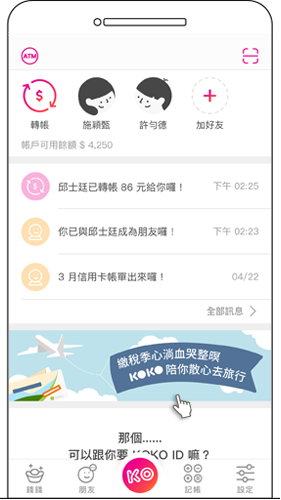 ATM
$
轉帳
施穎甄
許勻德
加好友
帳戶可用餘額 $ 4,250
邱士廷已轉帳 86 元給你囉！
下午 02:25
你已與邱士廷成為朋友囉！
下午 02:23
3 月信用卡帳單出來囉！
04/22
全部訊息
繳稅季心淌血哭整暝
KOKO 陪你散心去旅行
那個......
可以跟你要 KOKO ID 嘛？
錢錢
朋友
KO
記帳
設定